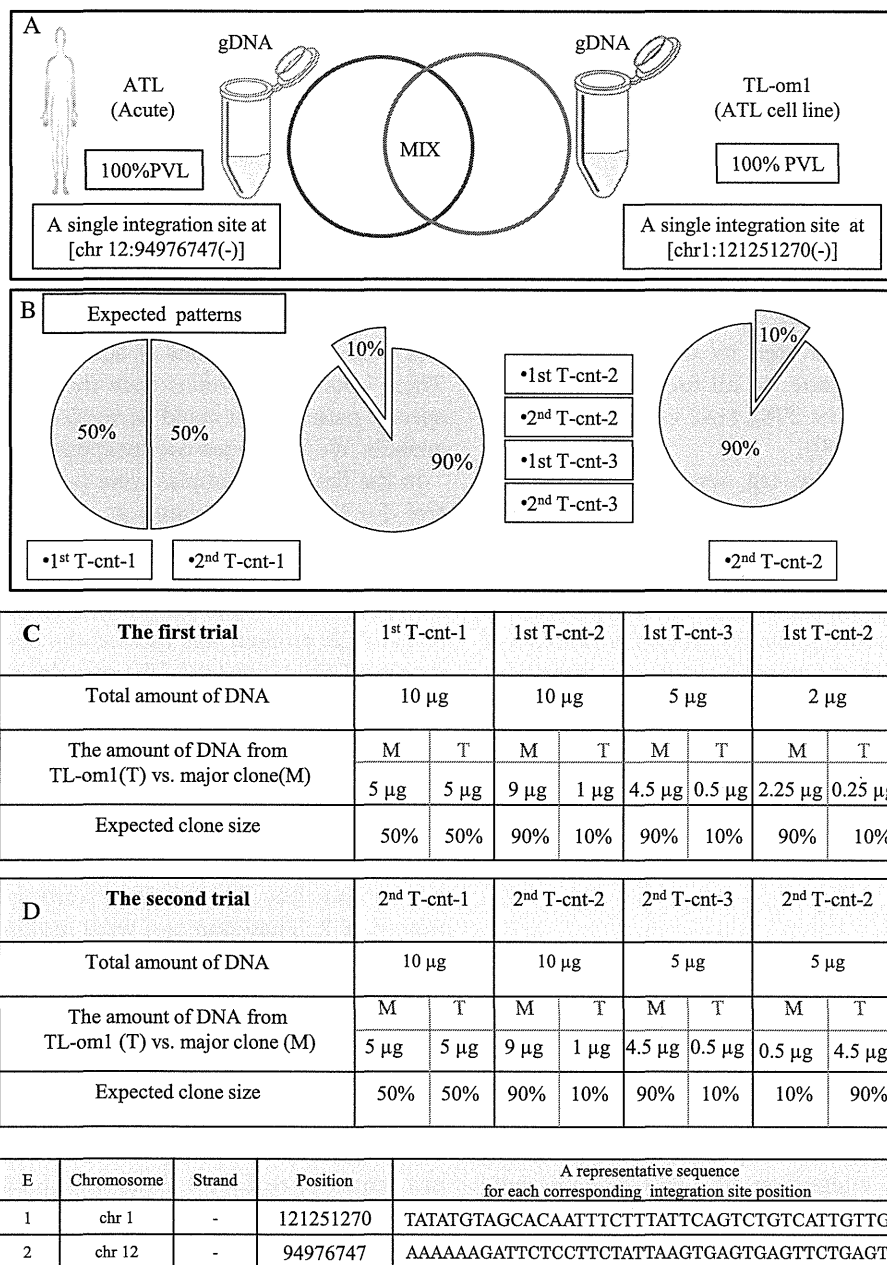 A
gDNA
gDNA
ATL
(Acute)
TL-om1
(ATL cell line)
MIX
100%PVL
100% PVL
A single integration site at
[chr 12:94976747(-)]
A single integration site at
[chr1:121251270(-)]
B
Expected patterns
50%
50%
•1st T-cnt-1
•2nd T-cnt-1
10%
90%
•1st T-cnt-2
•2nd T-cnt-2
•1st T-cnt-3
•2nd T-cnt-3
10%
90%
•2nd T-cnt-2
C The first trial 1st T-cnt-1 1st T-cnt-2 1st T-cnt-3 1st T-cnt-2
Total amount of DNA 10 µg 10 µg 5 µg 2 µg
The amount of DNA from
TL-om1(T) vs. major clone(M)
M T M T M T M T
5 µg 5 µg 9 µg 1 µg 4.5 µg 0.5 µg 2.25 µg 0.25 µg
Expected clone size 50% 50% 90% 10% 90% 10% 90% 10%
D The second trial 2nd T-cnt-1 2nd T-cnt-2 2nd T-cnt-3 2nd T-cnt-2
Total amount of DNA 10 µg 10 µg 5 µg 5 µg
The amount of DNA from
TL-om1 (T) vs. major clone (M)
M T M T M T M T
5 µg 5 µg 9 µg 1 µg 4.5 µg 0.5 µg 0.5 µg 4.5 µg
Expected clone size 50% 50% 90% 10% 90% 10% 10% 90%
E Chromosome Strand Position A representative sequence
for each corresponding integration site position
1 chr 1 - 121251270 TATATGTAGCACAATTTCTTTATTCAGTCTGTCATTGTTG
2 chr 12 - 94976747 AAAAAAGATTCTCCTTCTATTAAGTGAGTGAGTTCTGAGT